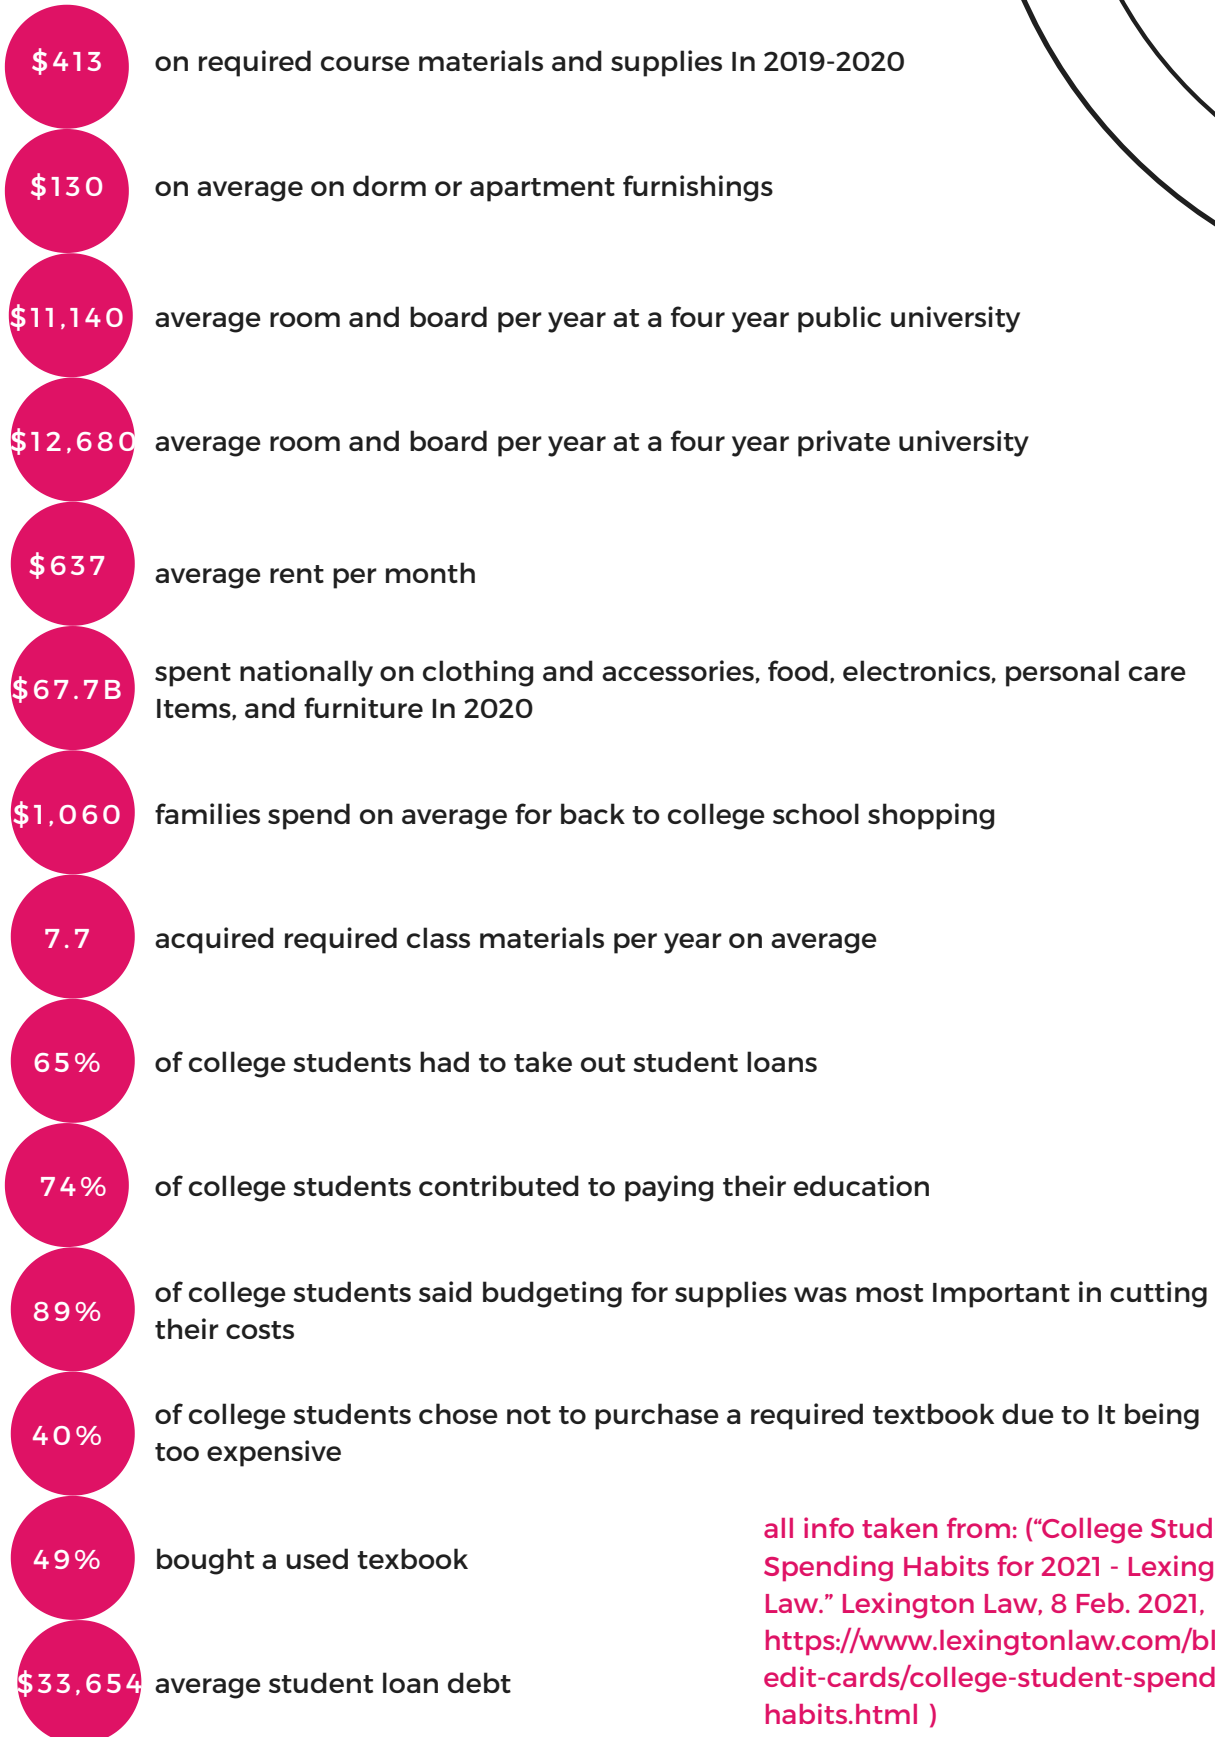 $413
on required course materials and supplies In 2019-2020
$130
on average on dorm or apartment furnishings
$11,140
average room and board per year at a four year public university
$12,680
average room and board per year at a four year private university
$637
average rent per month
$67.7B
spent nationally on clothing and accessories, food, electronics, personal care
Items, and furniture In 2020
$1,060
families spend on average for back to college school shopping
7.7
acquired required class materials per year on average
65%
of college students had to take out student loans
74%
of college students contributed to paying their education
89%
of college students said budgeting for supplies was most Important in cutting
their costs
40%
of college students chose not to purchase a required textbook due to It being
too expensive
49%
bought a used texbook
$33,654
average student loan debt
all info taken from: (“College Stud
Spending Habits for 2021 - Lexing
Law.” Lexington Law, 8 Feb. 2021,
https://www.lexingtonlaw.com/bl
edit-cards/college-student-spend
habits.html )